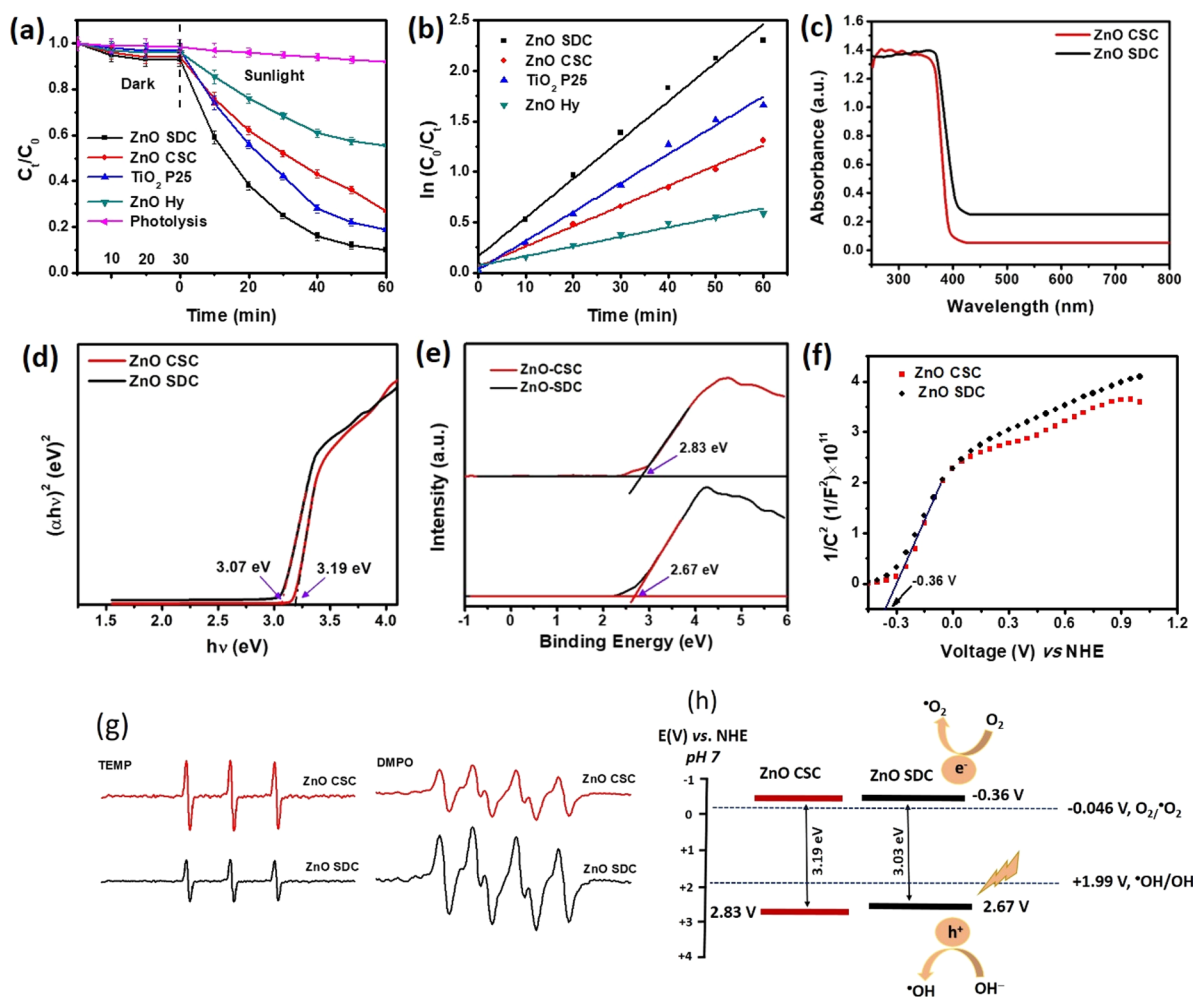 (a)
C_t/C_0
1.0
0.8
0.6
0.4
0.2
0.0
Dark
Sunlight
ZnO SDC
ZnO CSC
TiO₂ P25
ZnO Hy
Photolysis
10 20 30
0 20 40 60
Time (min)
(b)
ln (C_0/C_t)
2.5
2.0
1.5
1.0
0.5
0.0
ZnO SDC
ZnO CSC
TiO₂ P25
ZnO Hy
0 10 20 30 40 50 60
Time (min)
(c)
Absorbance (a.u.)
1.8
1.6
1.4
1.2
1.0
0.8
0.6
0.4
0.2
0.0
ZnO CSC
ZnO SDC
300 400 500 600 700 800
Wavelength (nm)
(d)
(αhν)² (eV)²
ZnO CSC
ZnO SDC
3.07 eV
3.19 eV
1.5 2.0 2.5 3.0 3.5 4.0
hν (eV)
(e)
Intensity (a.u.)
ZnO-CSC
ZnO-SDC
2.83 eV
2.67 eV
-1 0 1 2 3 4 5 6
Binding Energy (eV)
(f)
1/C² (1/F²)×10¹¹
4
3
2
1
0
ZnO CSC
ZnO SDC
-0.36 V
-0.3 0.0 0.3 0.6 0.9 1.2
Voltage (V) vs NHE
(g)
TEMP
ZnO CSC
ZnO SDC
DMPO
ZnO CSC
ZnO SDC
(h)
E(V) vs. NHE
pH 7
•O₂
O₂
e⁻
ZnO CSC
ZnO SDC
-1
0
+1
+2
+3
+4
-0.36 V
-0.046 V, O₂/•O₂
3.19 eV
3.03 eV
+1.99 V, •OH/OH
2.83 V
2.67 V
h⁺
•OH
OH⁻